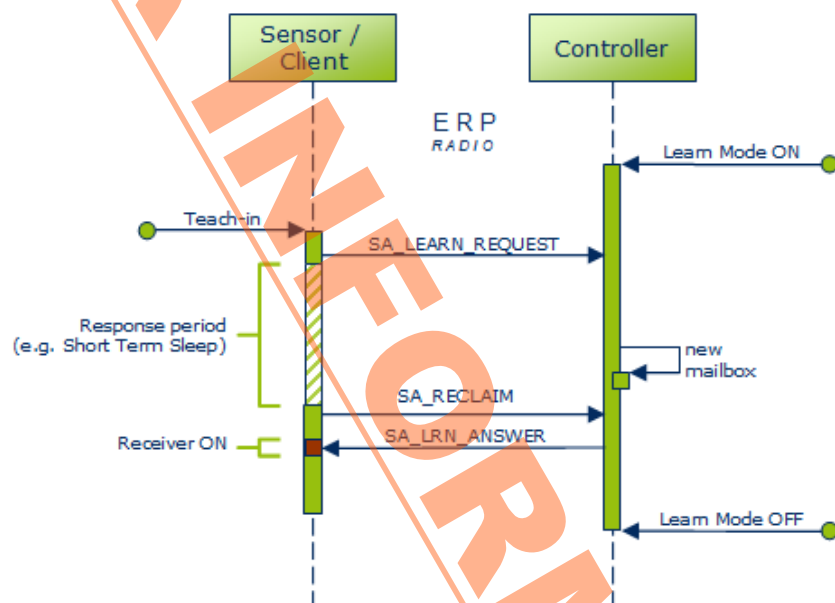 Sensor /
Client
Controller
ERP
RADIO
Learn Mode ON
Teach-in
SA_LEARN_REQUEST
Response period
(e.g. Short Term Sleep)
new
mailbox
SA_RECLAIM
Receiver ON
SA_LRN_ANSWER
Learn Mode OFF
INFORM